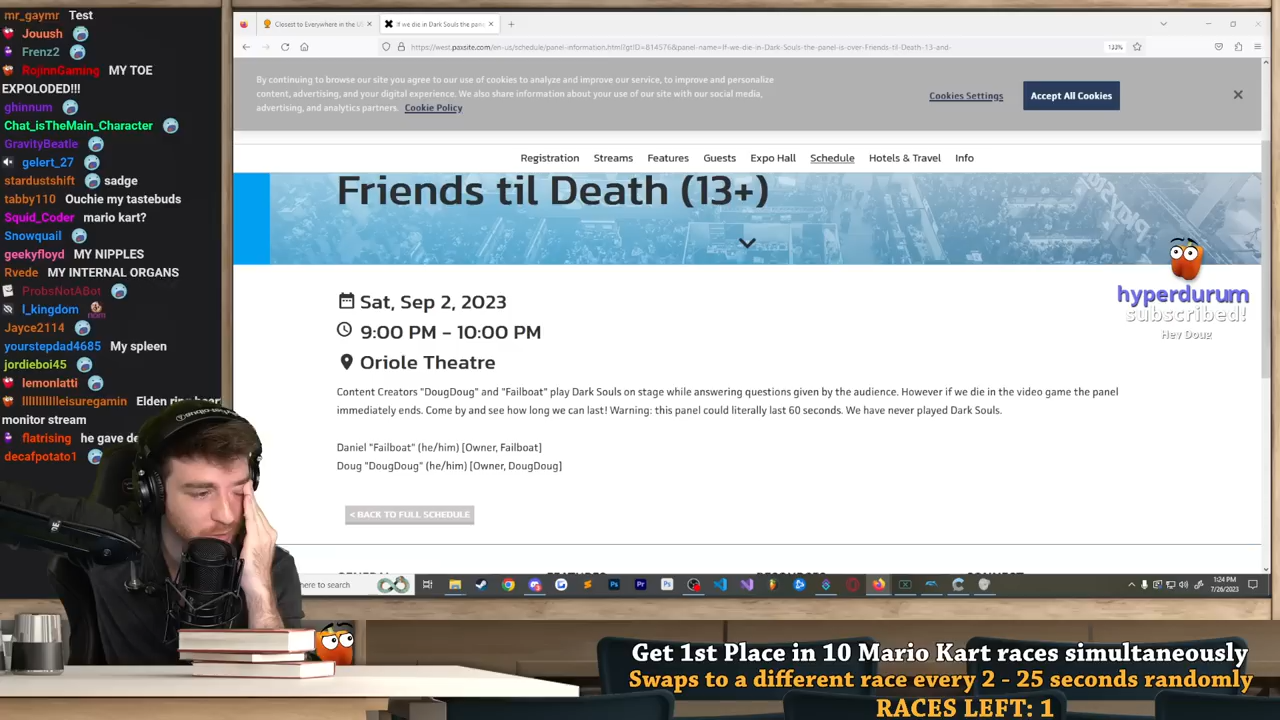 mr_gaymr Test
Jouush
Frenz2
RojinnGaming MY TOE
EXPOLODED!!!
ghinnum
Chat_isTheMain_Character
GravityBeatle
gelert_27
stardustshift sadge
tabby110 Ouchie my tastebuds
Squid_Coder mario kart?
Snowquail
geekyfloyd MY NIPPLES
Rvede MY INTERNAL ORGANS
ProbsNotABot
l_kingdom
Jayce2114
yourstepdad4685 My spleen
jordieboi45
lemonlatti
Elden ring
monitor stream
flatrising he gave
decafpotato1
Closest to Everywhere in the US
If we die in Dark Souls the pane
https://west.paxsite.com/en-us/schedule/panel-information.html?gtID=814576&panel-name=If-we-die-in-Dark-Souls-the-panel-is-over-Friends-til-Death-13-and-
133%
By continuing to browse our site you agree to our use of cookies to analyze and improve our service, to improve and personalize
content, advertising, and your digital experience. We also share information about your use of our site with our social media,
advertising, and analytics partners. Cookie Policy
Cookies Settings
Accept All Cookies
Registration Streams Features Guests Expo Hall Schedule Hotels & Travel Info
Friends til Death (13+)
Sat, Sep 2, 2023
9:00 PM – 10:00 PM
Oriole Theatre
Content Creators "DougDoug" and "Failboat" play Dark Souls on stage while answering questions given by the audience. However if we die in the video game the panel
immediately ends. Come by and see how long we can last! Warning: this panel could literally last 60 seconds. We have never played Dark Souls.
Daniel "Failboat" (he/him) [Owner, Failboat]
Doug "DougDoug" (he/him) [Owner, DougDoug]
< BACK TO FULL SCHEDULE
hyperdurum
subscribed!
Hey Doug
here to search
1:24 PM
7/26/2023
Get 1st Place in 10 Mario Kart races simultaneously
Swaps to a different race every 2 - 25 seconds randomly
RACES LEFT: 1